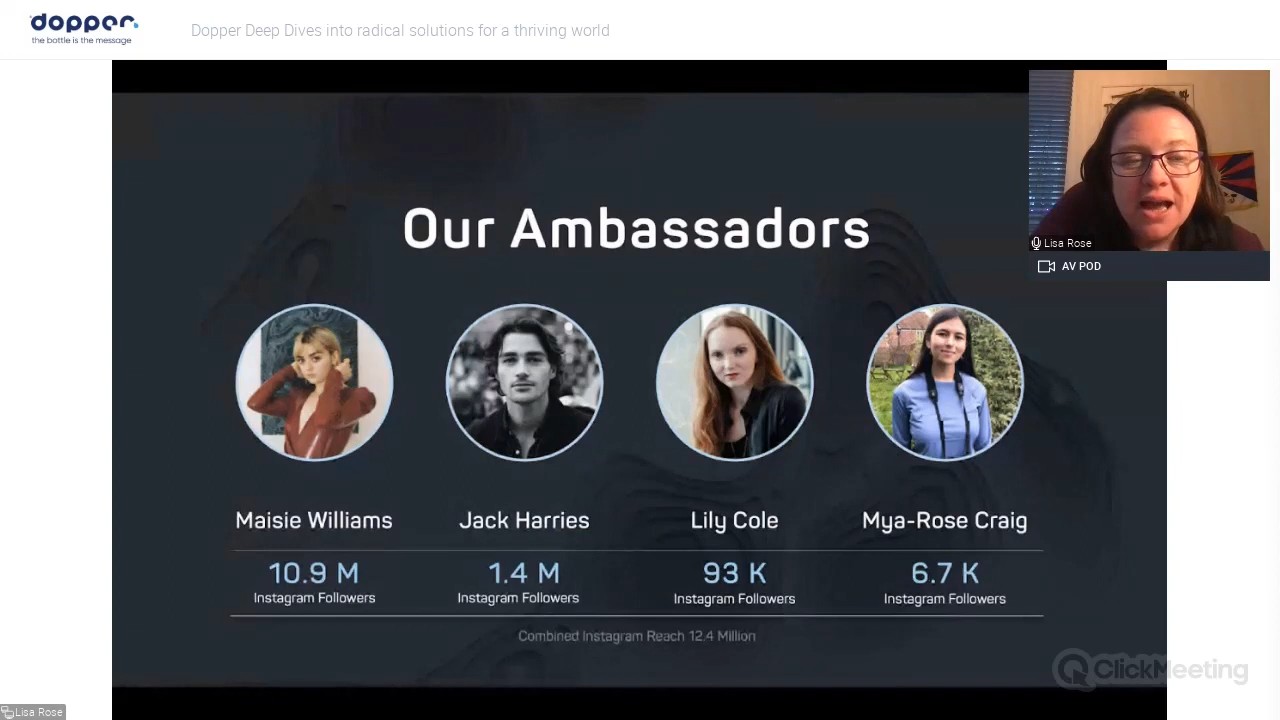 dopper
the bottle is the message
Dopper Deep Dives into radical solutions for a thriving world
Lisa Rose
AV POD
Our Ambassadors
Maisie Williams Jack Harries Lily Cole Mya-Rose Craig
10.9 M 1.4 M 93 K 6.7 K
Instagram Followers Instagram Followers Instagram Followers Instagram Followers
Combined Instagram Reach 12.4 Million
ClickMeeting
Lisa Rose